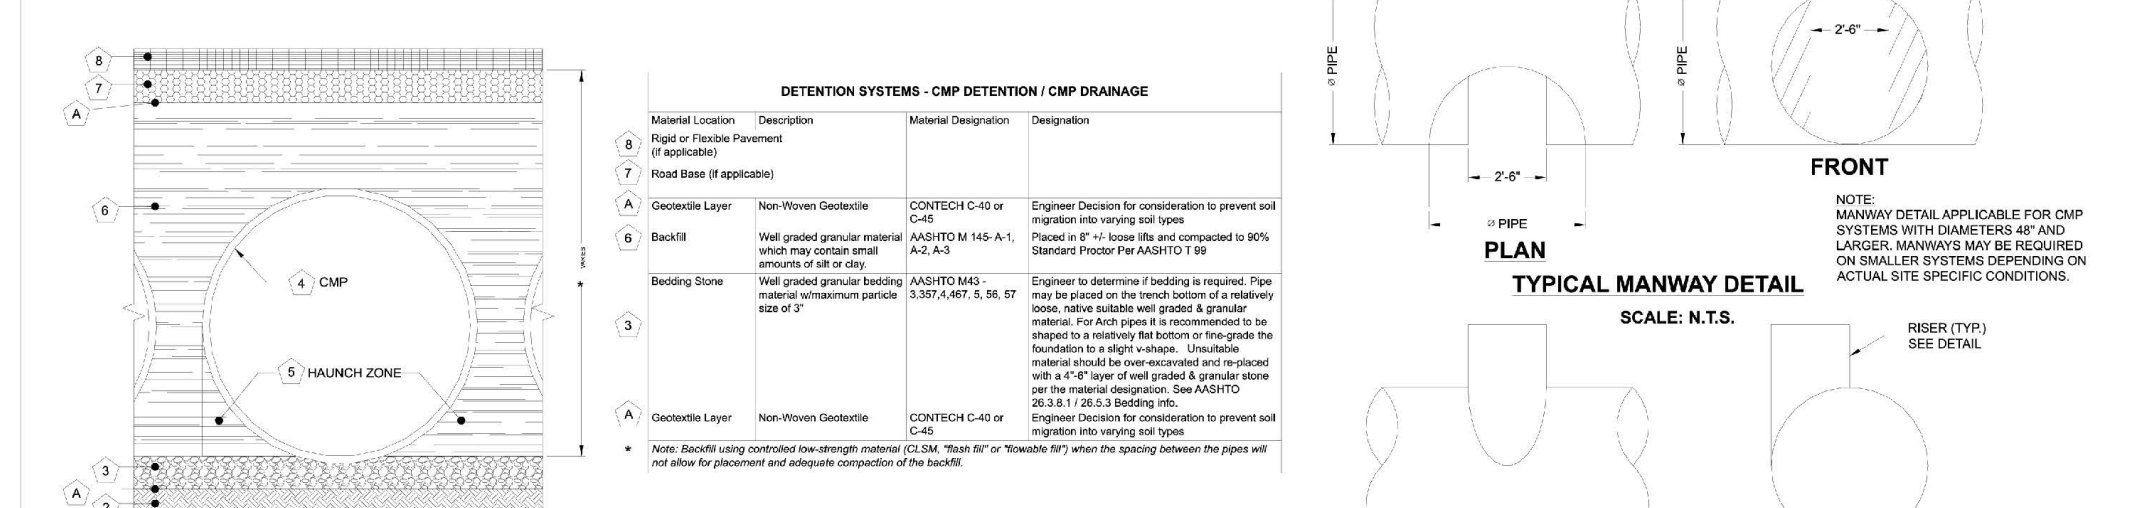 8
7
A
6
4 CMP
5 HAUNCH ZONE
3
A
2
VARIES
*
DETENTION SYSTEMS - CMP DETENTION / CMP DRAINAGE
Material Location Description Material Designation Designation
8 Rigid or Flexible Pavement
(if applicable)
7 Road Base (if applicable)
A Geotextile Layer Non-Woven Geotextile CONTECH C-40 or Engineer Decision for consideration to prevent soil
C-45 migration into varying soil types
6 Backfill Well graded granular material AASHTO M 145- A-1, Placed in 8" +/- loose lifts and compacted to 90%
which may contain small A-2, A-3 Standard Proctor Per AASHTO T 99
amounts of silt or clay.
Bedding Stone Well graded granular bedding AASHTO M43 - Engineer to determine if bedding is required. Pipe
material w/maximum particle 3,357,4,467, 5, 56, 57 may be placed on the trench bottom of a relatively
size of 3" loose, native suitable well graded & granular
3 material. For Arch pipes it is recommended to be
shaped to a relatively flat bottom or fine-grade the
foundation to a slight v-shape. Unsuitable
material should be over-excavated and re-placed
with a 4"-6" layer of well graded & granular stone
per the material designation. See AASHTO
26.3.8.1 / 26.5.3 Bedding info.
A Geotextile Layer Non-Woven Geotextile CONTECH C-40 or Engineer Decision for consideration to prevent soil
C-45 migration into varying soil types
* Note: Backfill using controlled low-strength material (CLSM, "flash fill" or "flowable fill") when the spacing between the pipes will
not allow for placement and adequate compaction of the backfill.
Ø PIPE
2'-6"
Ø PIPE
PLAN
Ø PIPE
2'-6"
FRONT
NOTE:
MANWAY DETAIL APPLICABLE FOR CMP
SYSTEMS WITH DIAMETERS 48" AND
LARGER. MANWAYS MAY BE REQUIRED
ON SMALLER SYSTEMS DEPENDING ON
ACTUAL SITE SPECIFIC CONDITIONS.
TYPICAL MANWAY DETAIL
SCALE: N.T.S.
RISER (TYP.)
SEE DETAIL